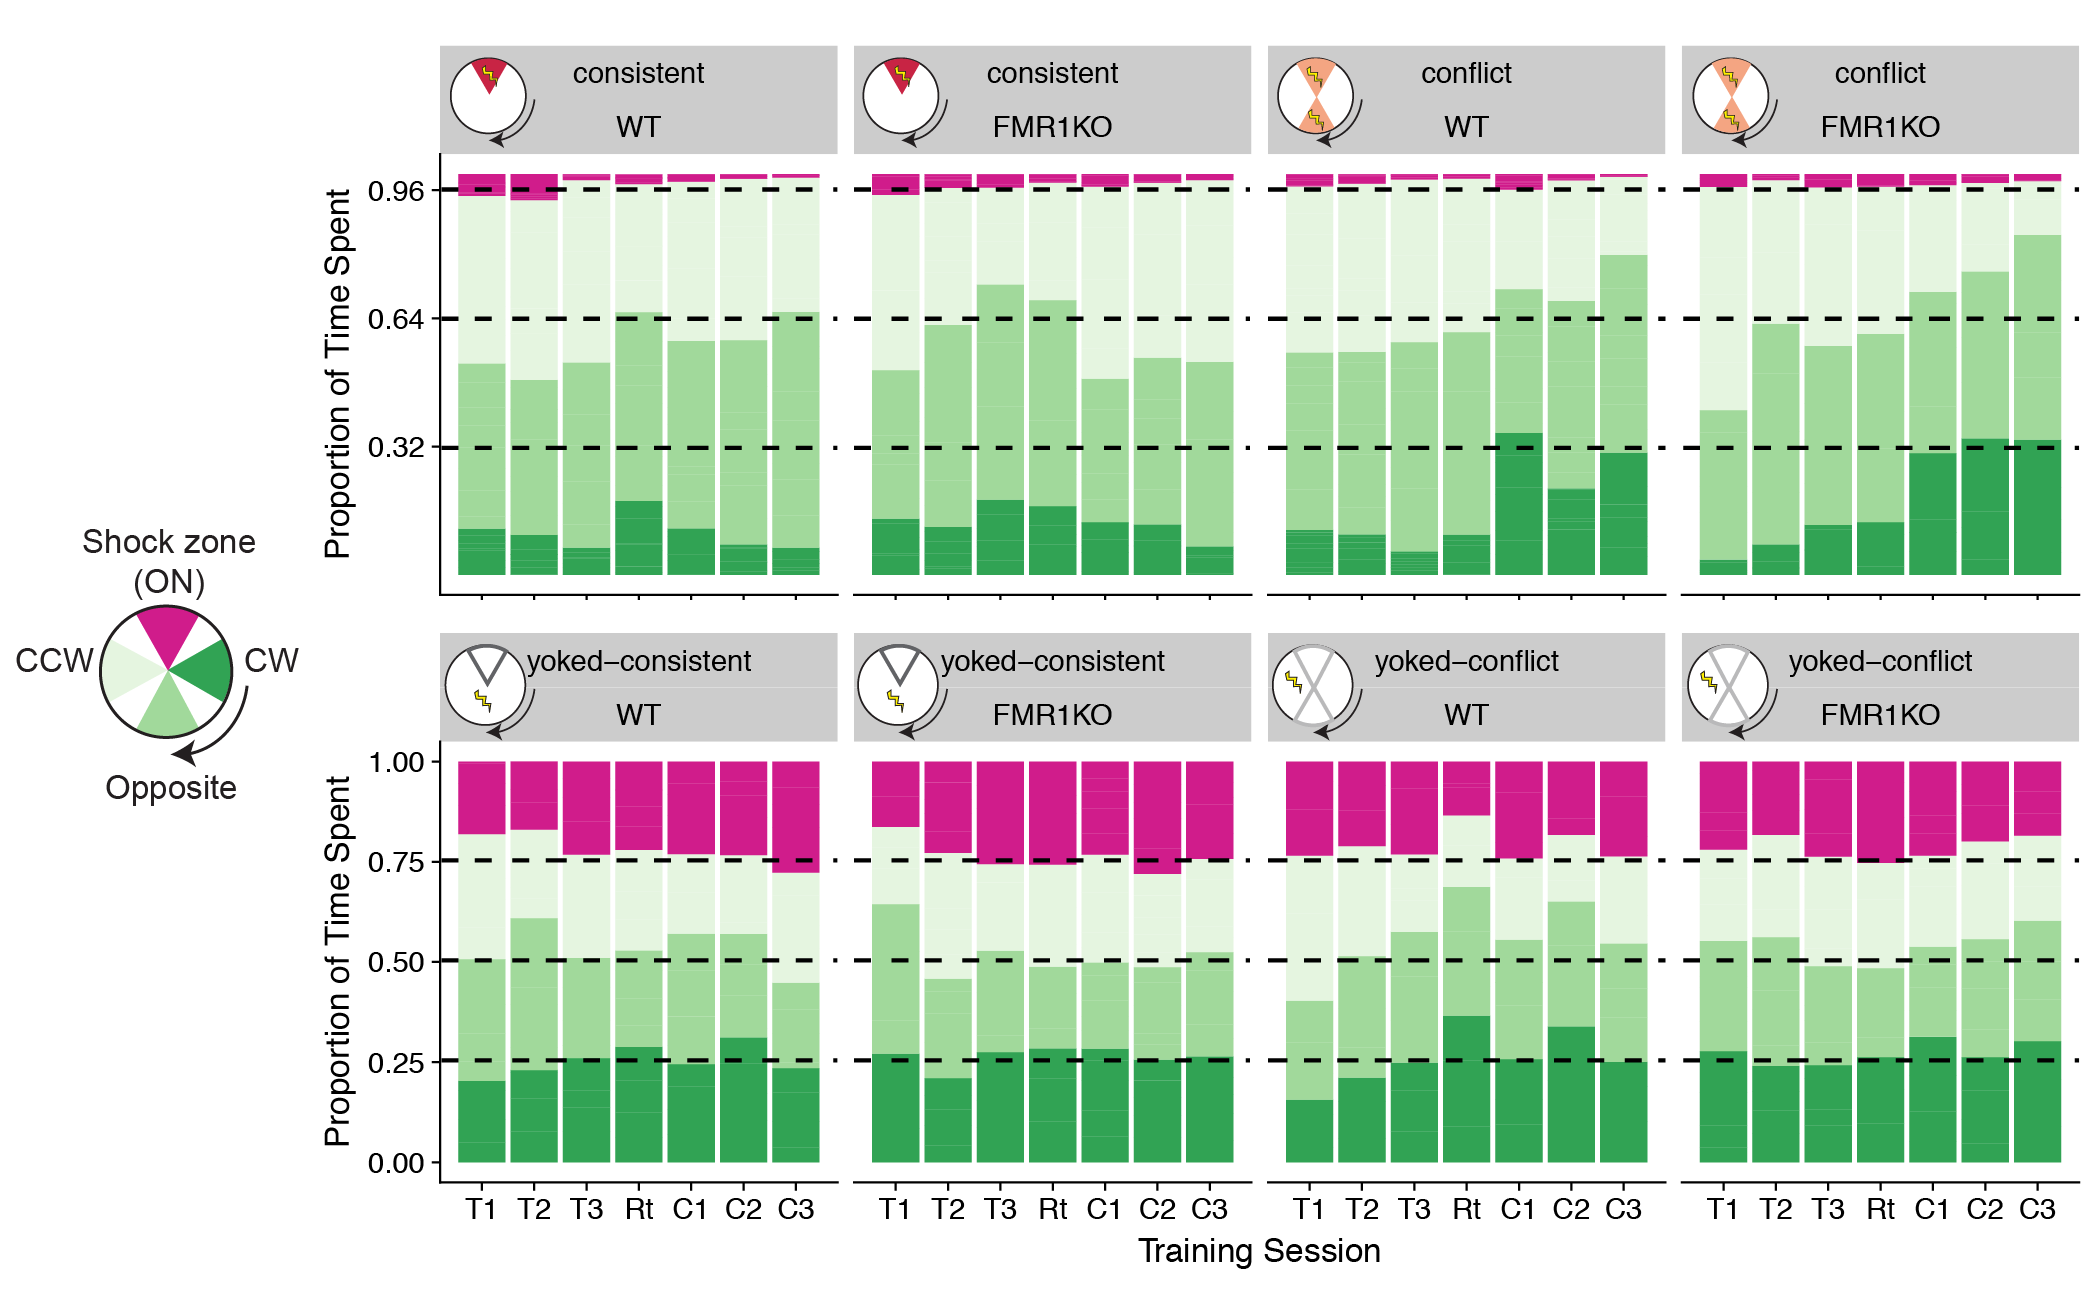 consistent
WT
consistent
FMR1KO
conflict
WT
conflict
FMR1KO
Proportion of Time Spent
0.96
0.64
0.32
Shock zone
(ON)
CCW
CW
Opposite
yoked−consistent
WT
yoked−consistent
FMR1KO
yoked−conflict
WT
yoked−conflict
FMR1KO
Proportion of Time Spent
1.00
0.75
0.50
0.25
0.00
T1 T2 T3 Rt C1 C2 C3
T1 T2 T3 Rt C1 C2 C3
T1 T2 T3 Rt C1 C2 C3
T1 T2 T3 Rt C1 C2 C3
Training Session